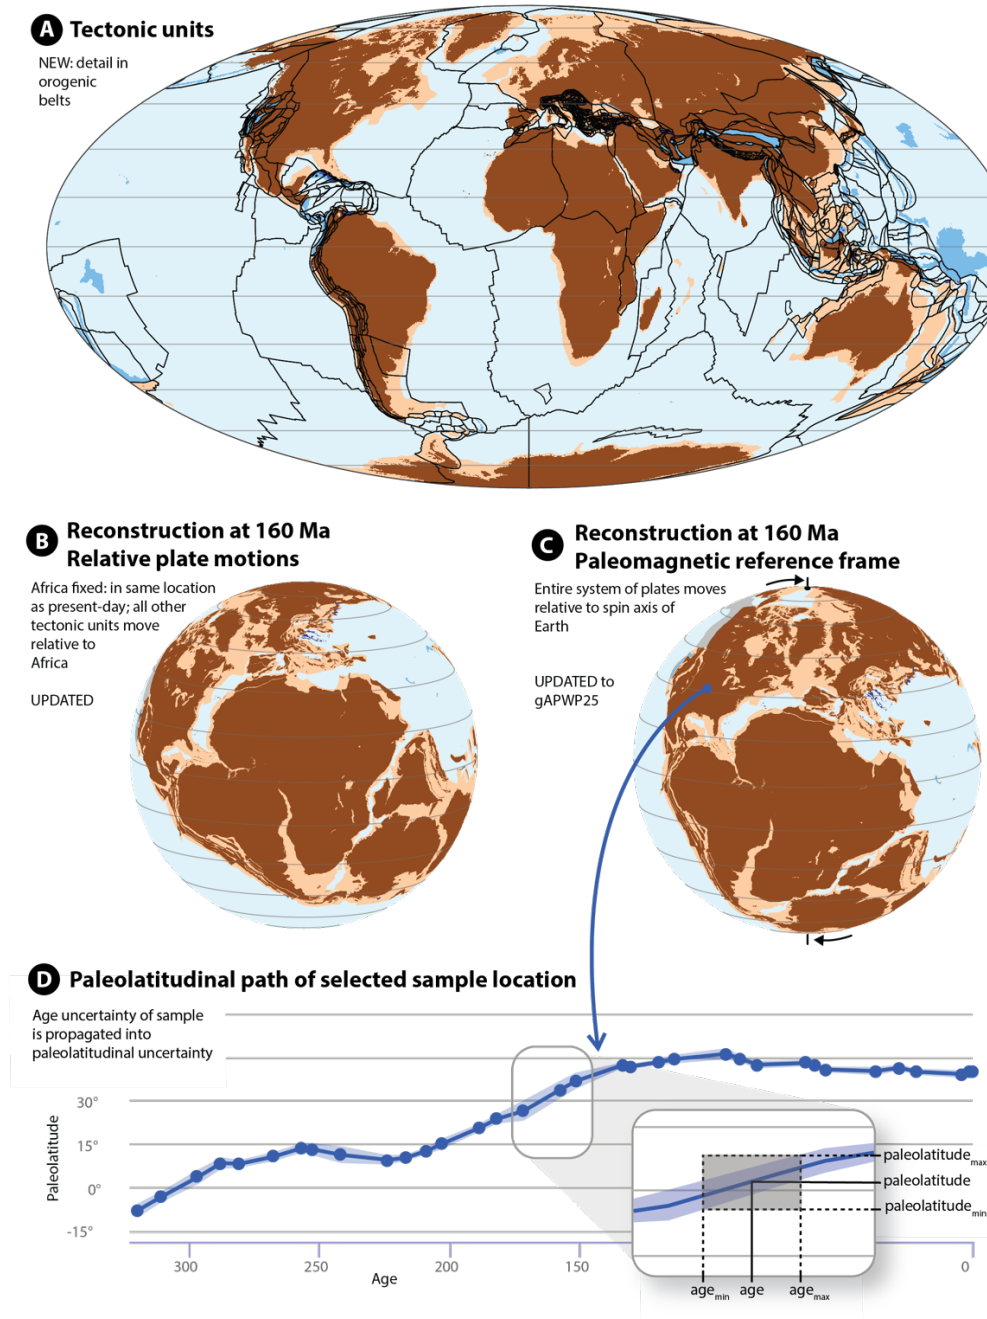 A Tectonic units
NEW: detail in
orogenic
belts
B Reconstruction at 160 Ma
Relative plate motions
Africa fixed: in same location
as present-day; all other
tectonic units move
relative to
Africa
UPDATED
C Reconstruction at 160 Ma
Paleomagnetic reference frame
Entire system of plates moves
relative to spin axis of
Earth
UPDATED to
gAPWP25
D Paleolatitudinal path of selected sample location
Age uncertainty of sample
is propagated into
paleolatitudinal uncertainty
30°
15°
0°
-15°
Paleolatitude
300
250
200
150
0
Age
paleolatitude max
paleolatitude
paleolatitude min
age min
age
age max